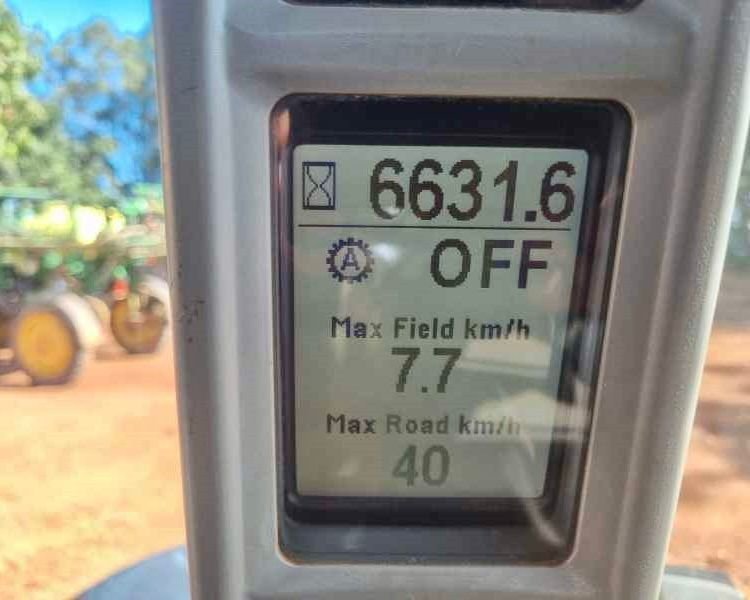 6631.6
A OFF
Max Field km/h
7.7
Max Road km/h
40